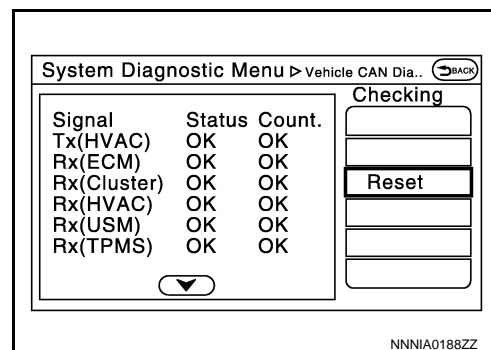 System Diagnostic Menu ▷ Vehicle CAN Dia.. BACK
Checking
Signal Status Count.
Tx(HVAC) OK OK
Rx(ECM) OK OK
Rx(Cluster) OK OK
Reset
Rx(HVAC) OK OK
Rx(USM) OK OK
Rx(TPMS) OK OK
NNNIA0188ZZ